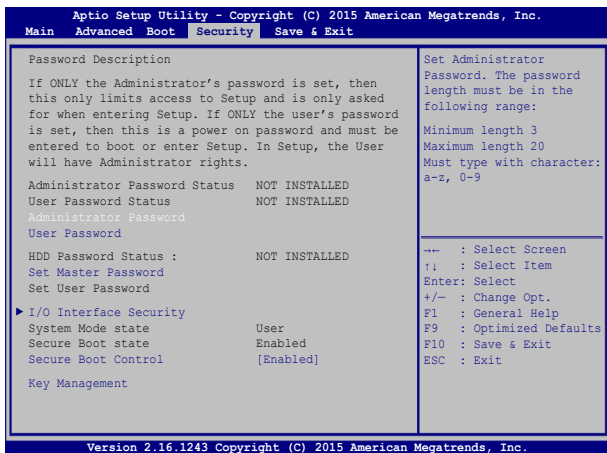 Aptio Setup Utility - Copyright (C) 2015 American Megatrends, Inc.
Main Advanced Boot Security Save & Exit
Password Description
If ONLY the Administrator's password is set, then
this only limits access to Setup and is only asked
for when entering Setup. If ONLY the user's password
is set, then this is a power on password and must be
entered to boot or enter Setup. In Setup, the User
will have Administrator rights.
Administrator Password Status NOT INSTALLED
User Password Status NOT INSTALLED
Administrator Password
User Password
HDD Password Status : NOT INSTALLED
Set Master Password
Set User Password
I/O Interface Security
System Mode state User
Secure Boot state Enabled
Secure Boot Control [Enabled]
Key Management
Set Administrator
Password. The password
length must be in the
following range:
Minimum length 3
Maximum length 20
Must type with character:
a-z, 0-9
→← : Select Screen
↑↓ : Select Item
Enter: Select
+/— : Change Opt.
F1 : General Help
F9 : Optimized Defaults
F10 : Save & Exit
ESC : Exit
Version 2.16.1243 Copyright (C) 2015 American Megatrends, Inc.